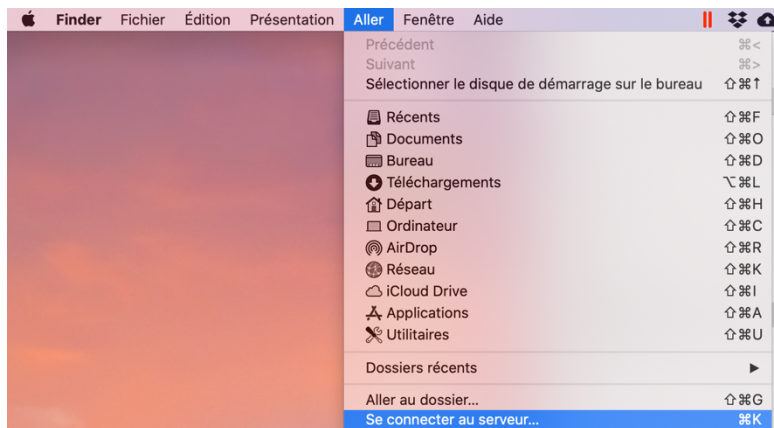 Finder Fichier Édition Présentation Aller Fenêtre Aide
Précédent ⌘<
Suivant ⌘>
Sélectionner le disque de démarrage sur le bureau ⇧⌘↑
Récents ⇧⌘F
Documents ⇧⌘O
Bureau ⇧⌘D
Téléchargements ⌥⌘L
Départ ⇧⌘H
Ordinateur ⇧⌘C
AirDrop ⇧⌘R
Réseau ⇧⌘K
iCloud Drive ⇧⌘I
Applications ⇧⌘A
Utilitaires ⇧⌘U
Dossiers récents ▶
Aller au dossier... ⇧⌘G
Se connecter au serveur... ⌘K